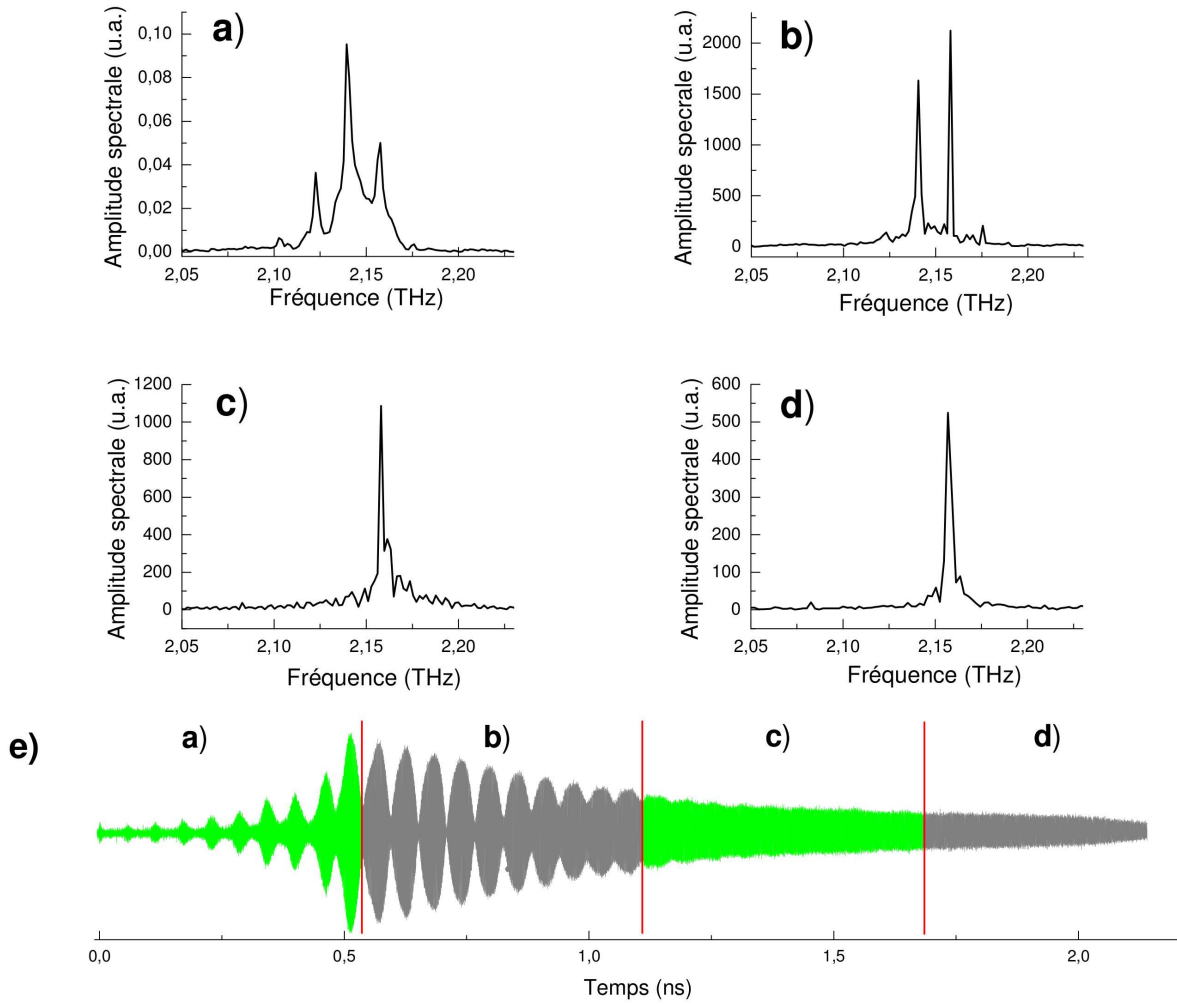 a)
Amplitude spectrale (u.a.)
0,10
0,08
0,06
0,04
0,02
0,00
2,05 2,10 2,15 2,20
Fréquence (THz)
b)
Amplitude specrale (u.a.)
2000
1500
1000
500
0
2,05 2,10 2,15 2,20
Fréquence (THz)
c)
Amplitude spectrale (u.a.)
1200
1000
800
600
400
200
0
2,05 2,10 2,15 2,20
Fréquence (THz)
d)
Amplitude spectrale (u.a.)
600
500
400
300
200
100
0
2,05 2,10 2,15 2,20
Fréquence (THz)
e) a) b) c) d)
0,0 0,5 1,0 1,5 2,0
Temps (ns)